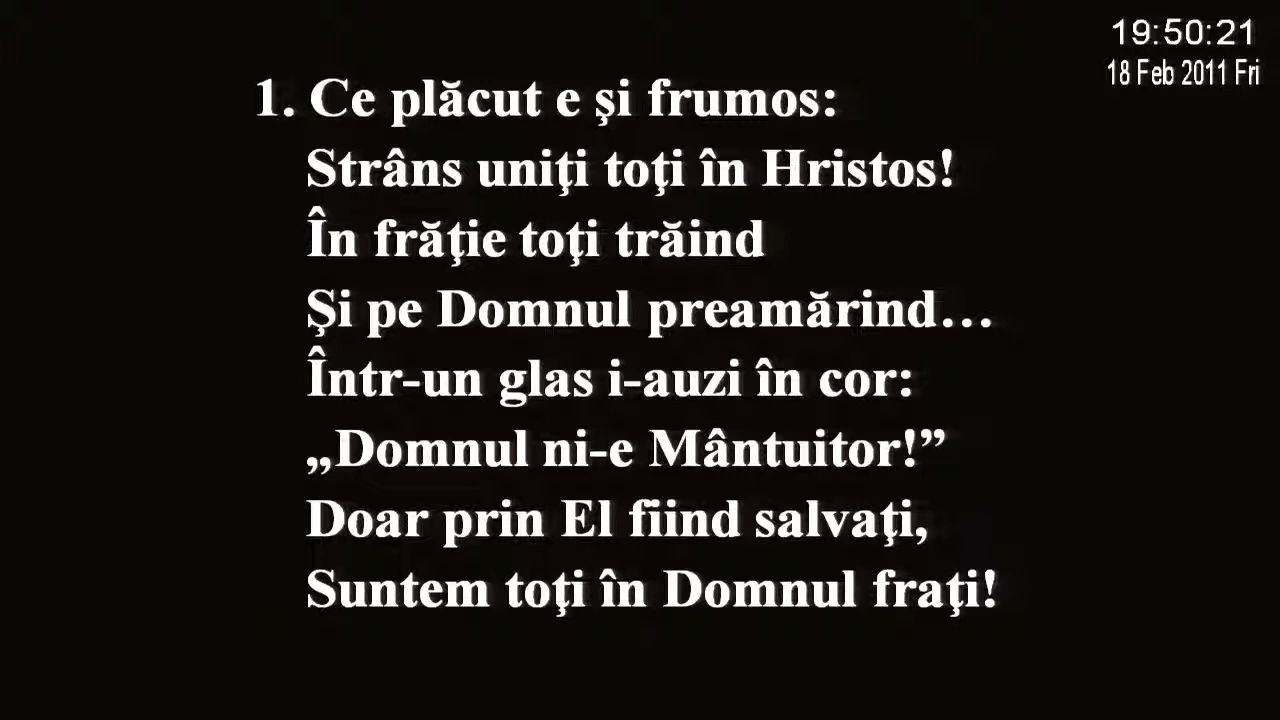 19:50:21
18 Feb 2011 Fri
1. Ce plăcut e şi frumos:
Strâns uniţi toţi în Hristos!
În frăţie toţi trăind
Şi pe Domnul preamărind…
Într-un glas i-auzi în cor:
„Domnul ni-e Mântuitor!”
Doar prin El fiind salvaţi,
Suntem toţi în Domnul fraţi!